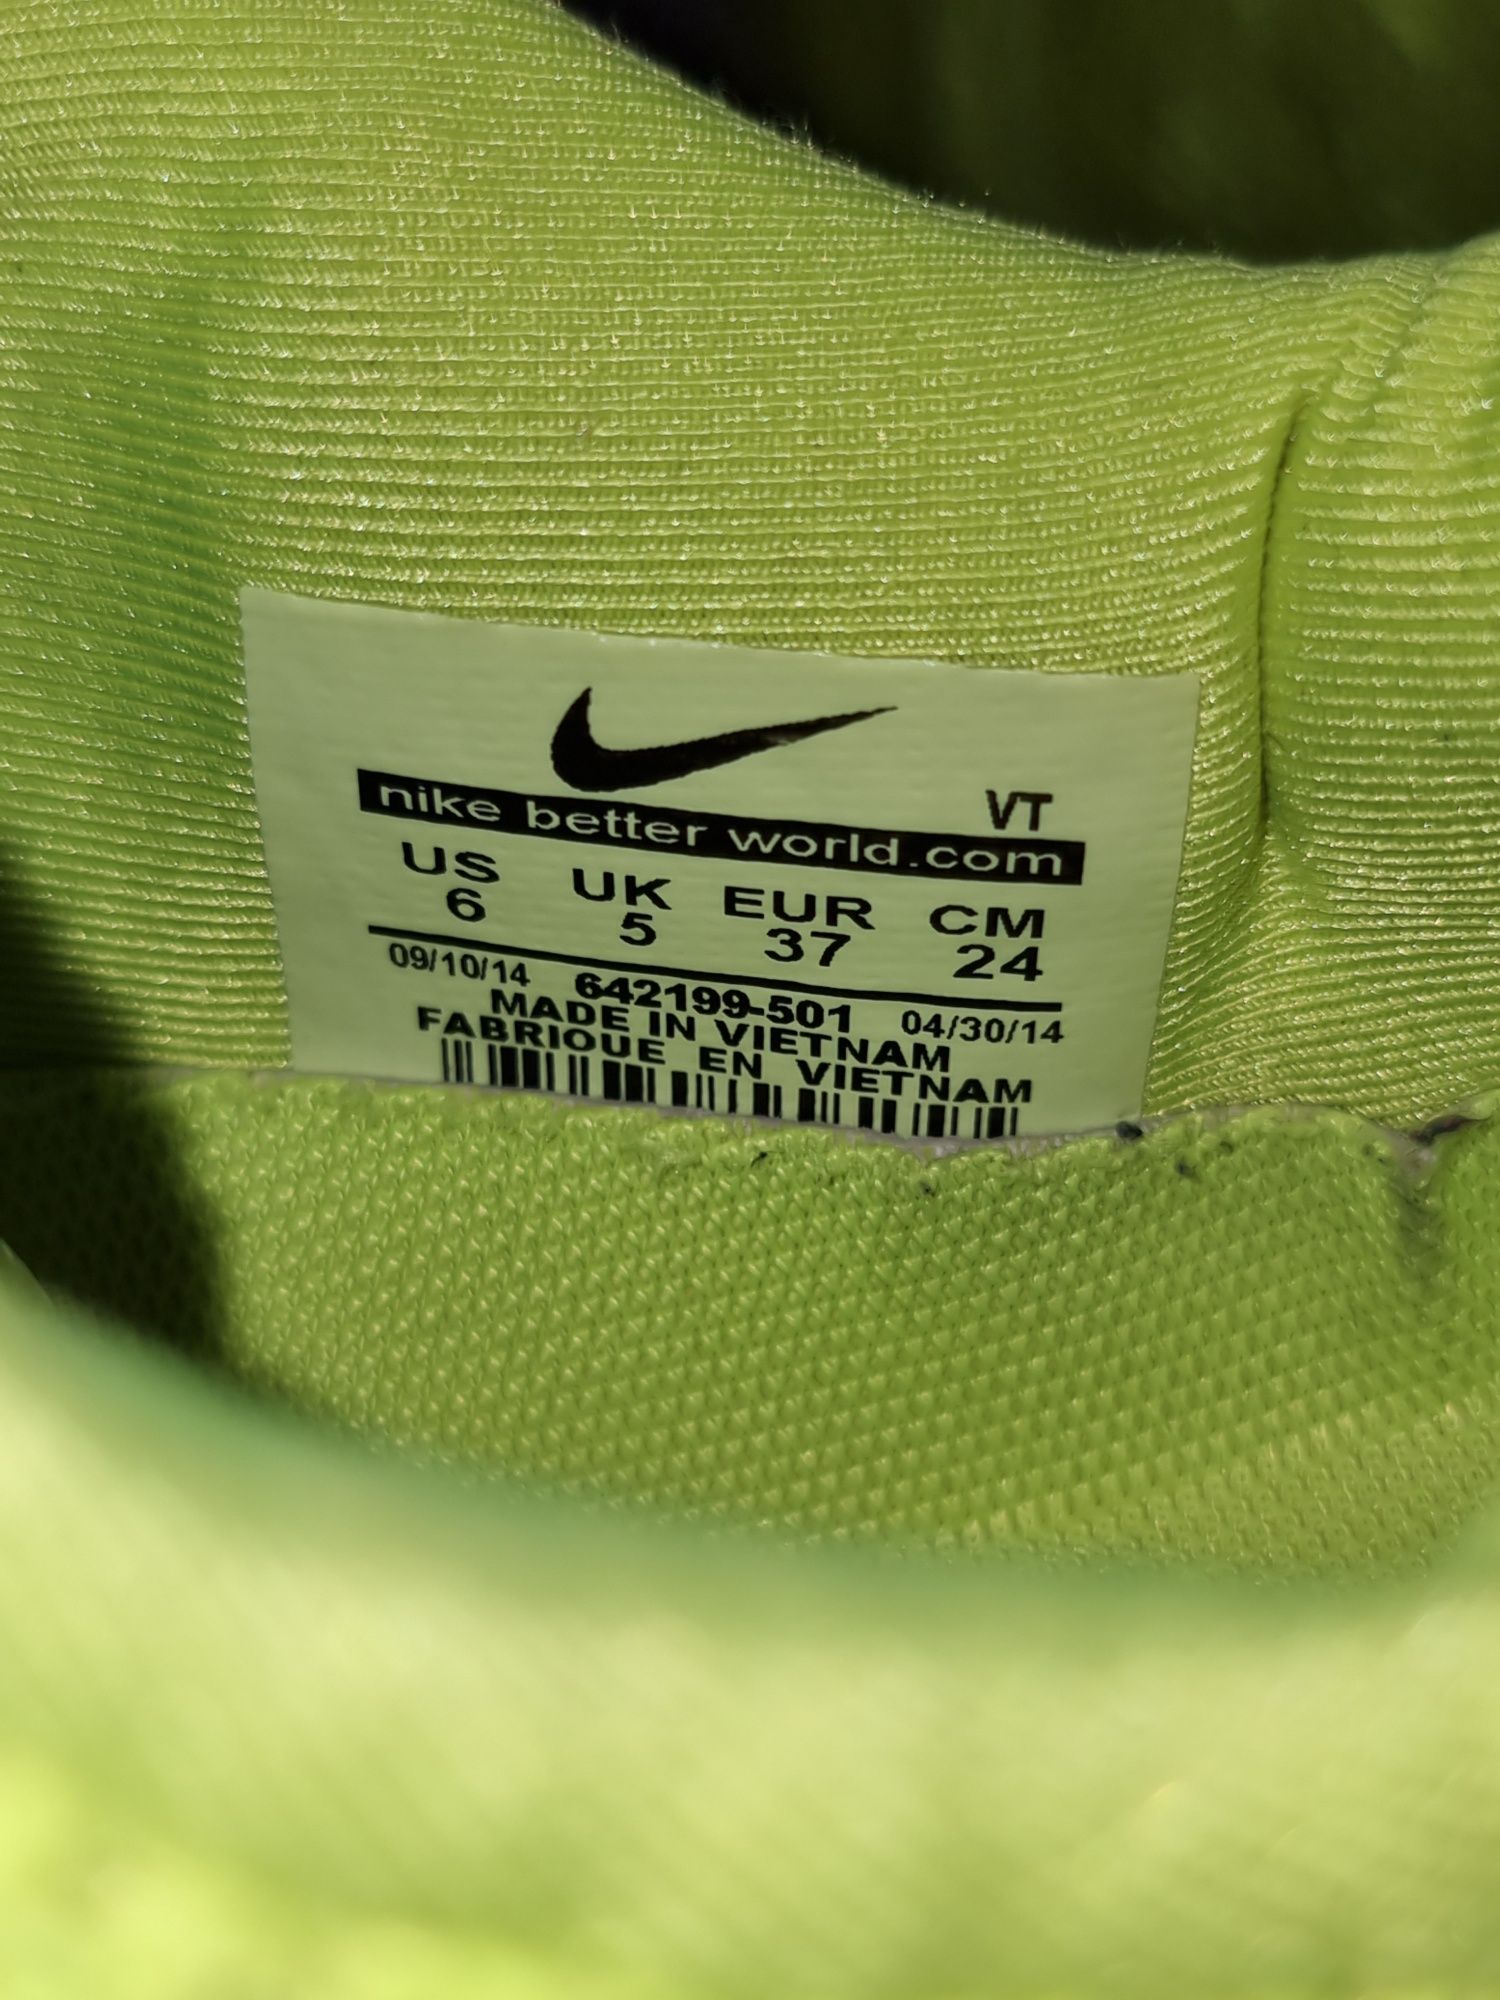 VT
nike better world.com
US UK EUR CM
6 5 37 24
09/10/14 642199-501 04/30/14
MADE IN VIETNAM
FABRIQUE EN VIETNAM